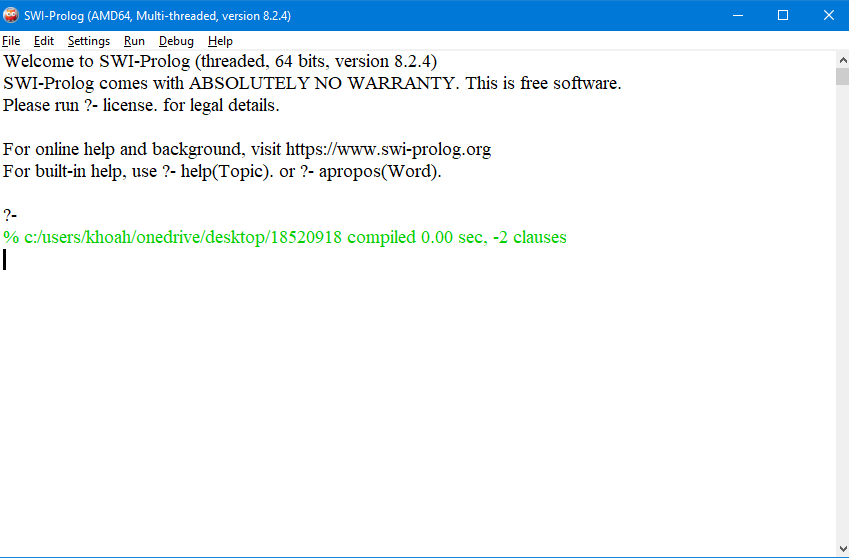 SWI-Prolog (AMD64, Multi-threaded, version 8.2.4)
File Edit Settings Run Debug Help
Welcome to SWI-Prolog (threaded, 64 bits, version 8.2.4)
SWI-Prolog comes with ABSOLUTELY NO WARRANTY. This is free software.
Please run ?- license. for legal details.
For online help and background, visit https://www.swi-prolog.org
For built-in help, use ?- help(Topic). or ?- apropos(Word).
?-
% c:/users/khoah/onedrive/desktop/18520918 compiled 0.00 sec, -2 clauses